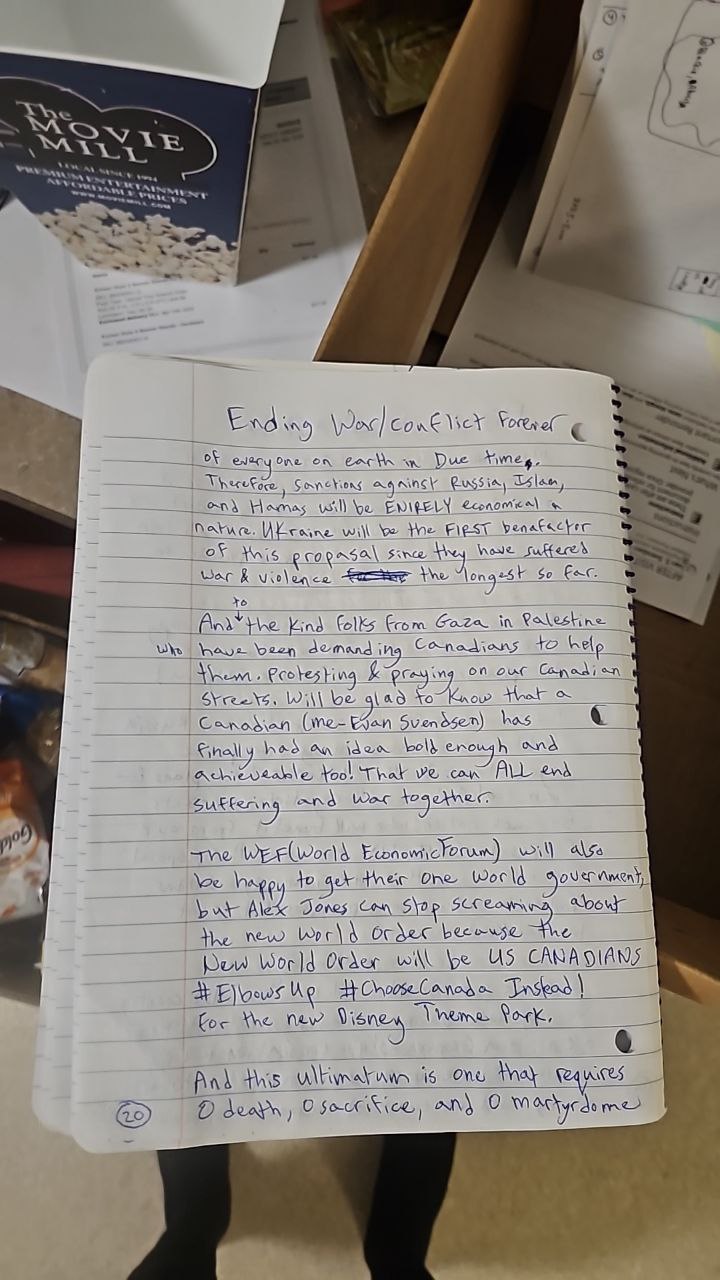 The
MOVIE
MILL
LOCAL SINCE 1994
PREMIUM ENTERTAINMENT
AFFORDABLE PRICES
WWW.MOVIEMILL.COM
Gold
Ending War/conflict Forever
of everyone on earth in Due time.
Therefore, sanctions against Russia, Islam,
and Hamas will be ENIRELY economical in
nature. Ukraine will be the FIRST benafactor
of this propasal since they have suffered
war & violence the longest so far.
to
And the kind folks from Gaza in Palestine
who have been demanding Canadians to help
them. Protesting & praying on our Canadian
streets. Will be glad to know that a
Canadian (me-Evan Svendsen) has
finally had an idea bold enough and
achieveable too! That we can ALL end
suffering and war together.
The WEF(World Economic Forum) will also
be happy to get their one world government,
but Alex Jones can stop screaming about
the new world order because the
New World Order will be US CANADIANS
#ElbowsUp #ChooseCanada Instead!
For the new Disney Theme Park.
And this ultimatum is one that requires
20 0 death, 0 sacrifice, and 0 martyrdome